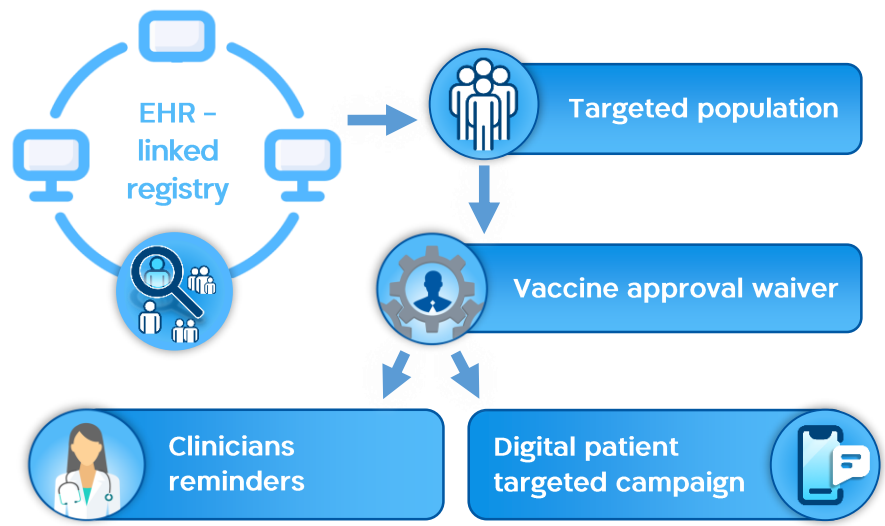 EHR –
linked
registry
Targeted population
Vaccine approval waiver
Clinicians
reminders
Digital patient
targeted campaign